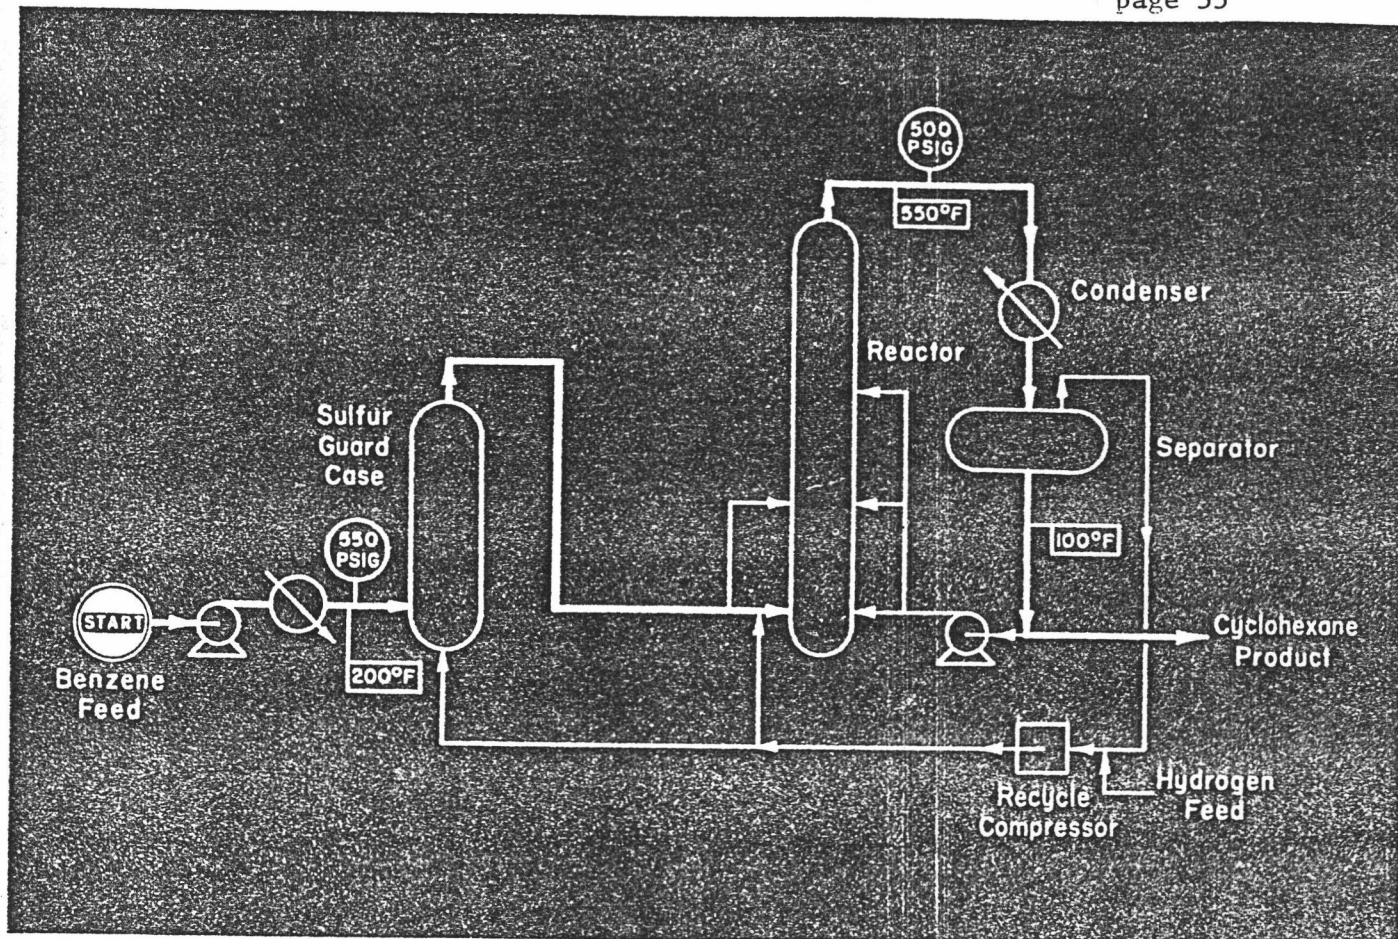 page 55
500
PSIG
550°F
Condenser
Reactor
Sulfur
Guard
Case
Separator
550
PSIG
100°F
START
200°F
Benzene
Feed
Cyclohexane
Product
Recycle
Compressor
Hydrogen
Feed